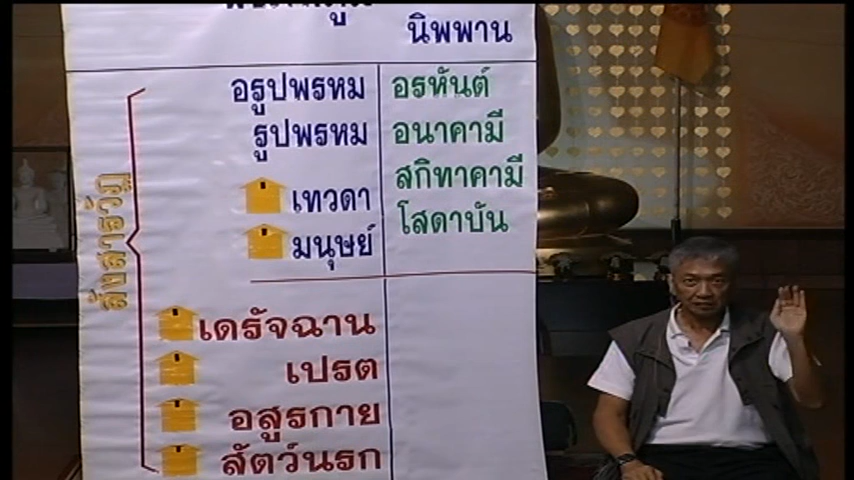 นิพพาน
อรูปพรหม อรหันต์
รูปพรหม อนาคามี
เทวดา สกิทาคามี
มนุษย์ โสดาบัน
สังสารวัฏ
เดรัจฉาน
เปรต
อสูรกาย
สัตว์นรก